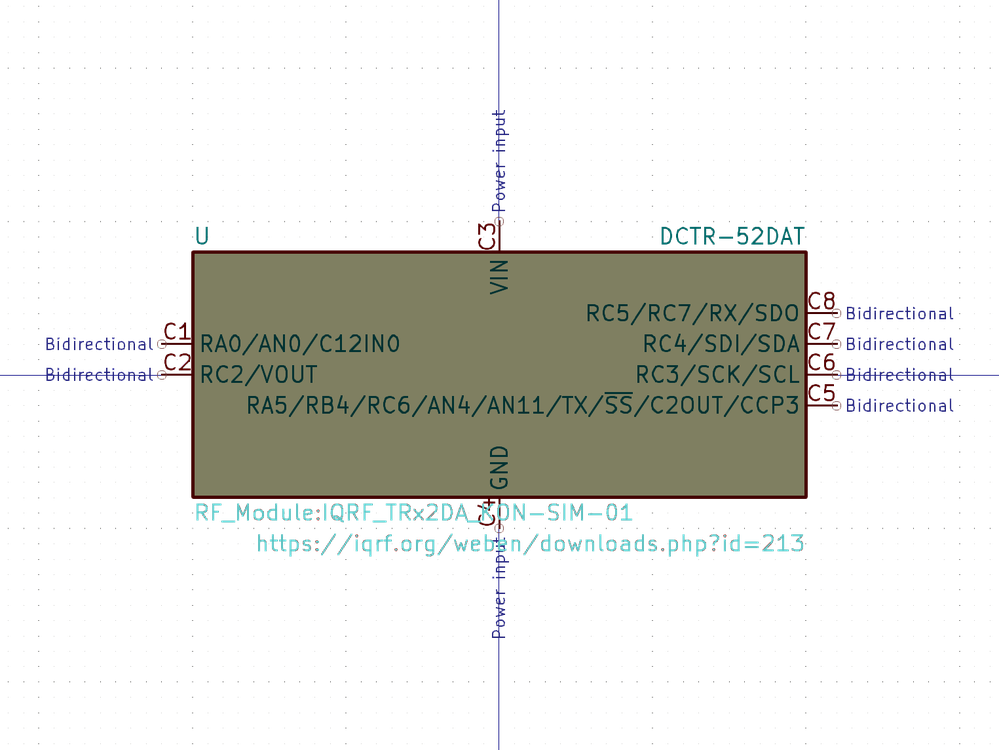 Power input
C3
U
DCTR-52DAT
VIN
C8
RC5/RC7/RX/SDO
Bidirectional
C1
C7
Bidirectional
RA0/AN0/C12IN0
RC4/SDI/SDA
Bidirectional
C2
C6
Bidirectional
RC2/VOUT
RC3/SCK/SCL
Bidirectional
C5
RA5/RB4/RC6/AN4/AN11/TX/SS/C2OUT/CCP3
Bidirectional
GND
C4
RF_Module:IQRF_TRx2DA_KON-SIM-01
https://iqrf.org/weben/downloads.php?id=213
Power input